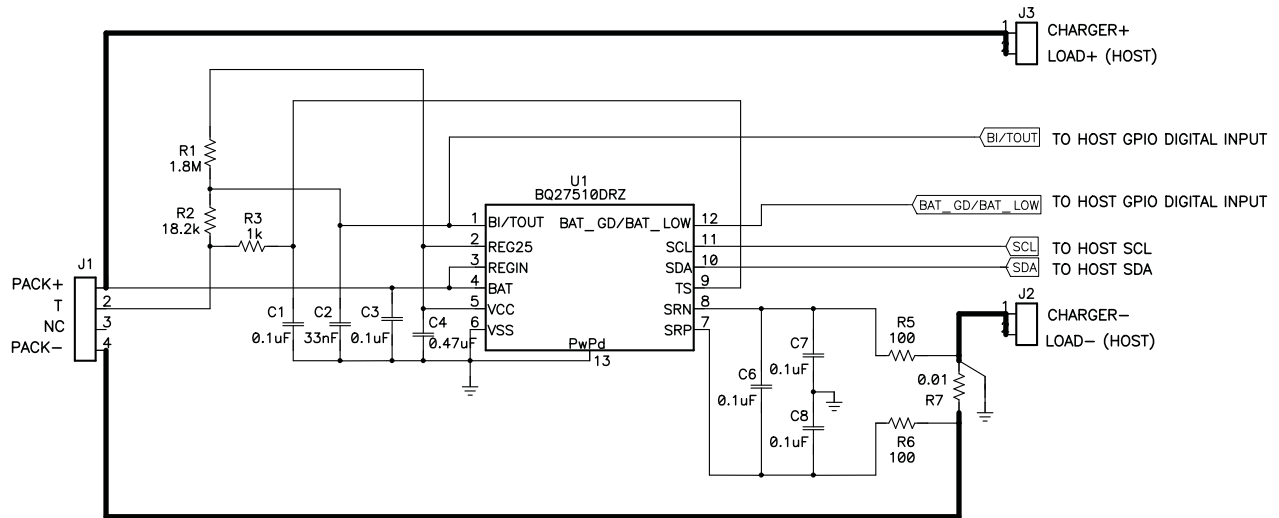 J3
1
CHARGER+
LOAD+ (HOST)
BI/TOUT
TO HOST GPIO DIGITAL INPUT
R1
1.8M
U1
BQ27510DRZ
R2
18.2k
R3
1k
1
BI/TOUT
BAT_GD/BAT_LOW
12
BAT_GD/BAT_LOW
TO HOST GPIO DIGITAL INPUT
2
REG25
SCL
11
SCL
TO HOST SCL
3
REGIN
SDA
10
SDA
TO HOST SDA
J1
PACK+
1
4
BAT
TS
9
T
2
5
VCC
SRN
8
NC
3
6
VSS
SRP
7
PACK-
4
PwPd
13
C1
0.1uF
C2
33nF
C3
0.1uF
C4
0.47uF
J2
1
CHARGER-
LOAD- (HOST)
R5
100
C7
0.1uF
C6
0.1uF
0.01
R7
C8
0.1uF
R6
100